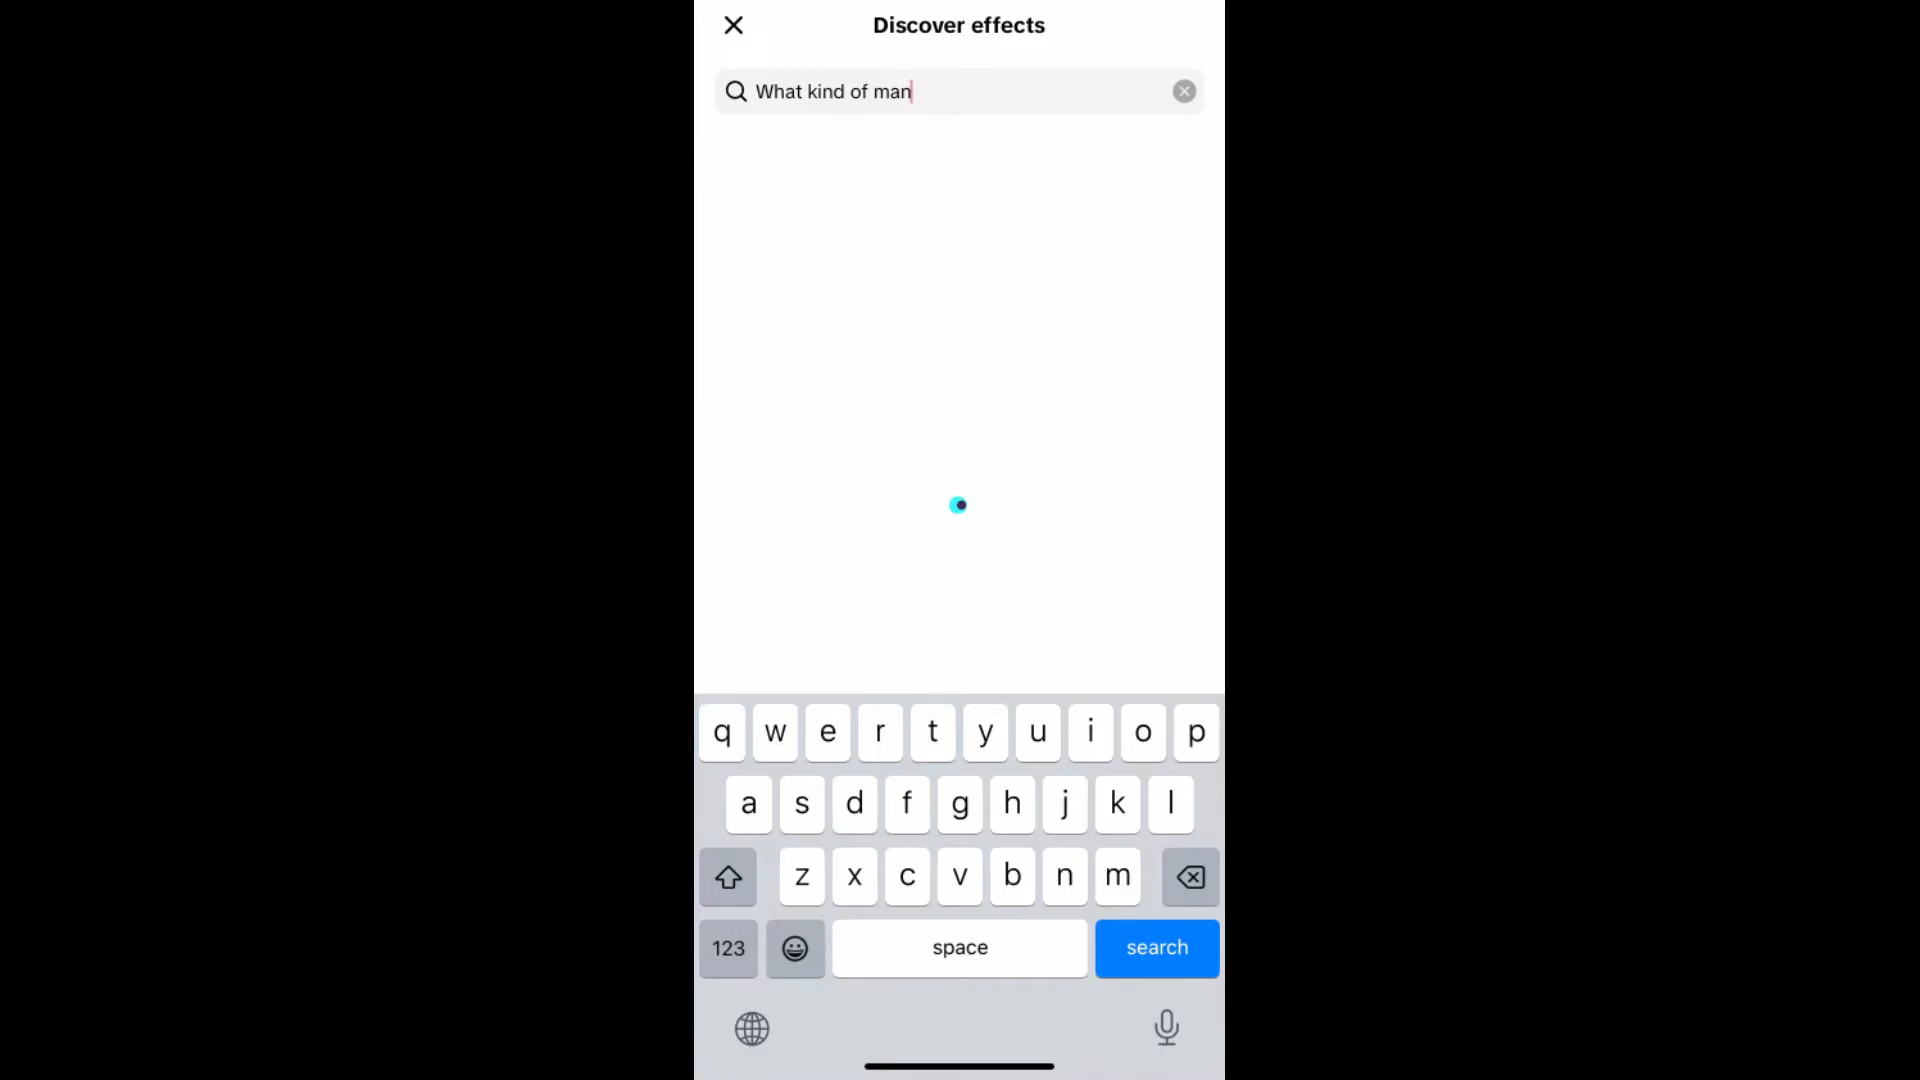 Discover effects
What kind of man
q w e r t y u i o p
a s d f g h j k l
z x c v b n m
123 space search